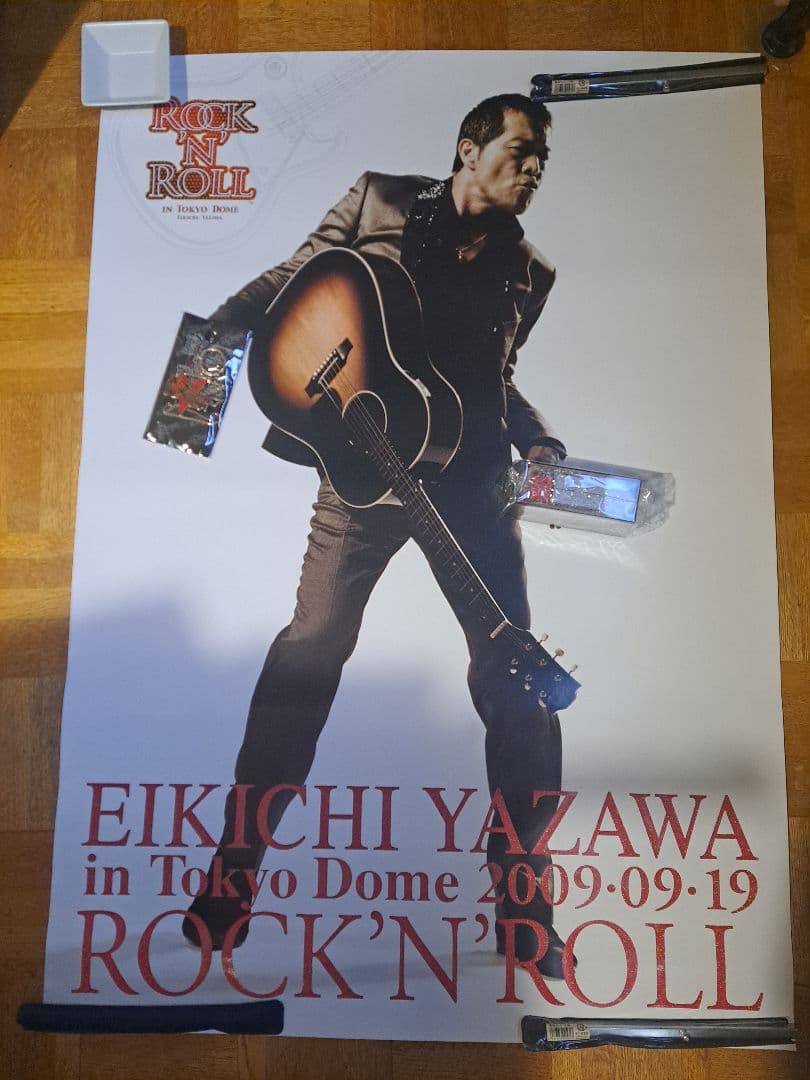 ROCK
'N'
ROLL
IN TOKYO DOME
EIKICHI YAZAWA
EIKICHI YAZAWA
in Tokyo Dome 2009·09·19
ROCK'N'ROLL